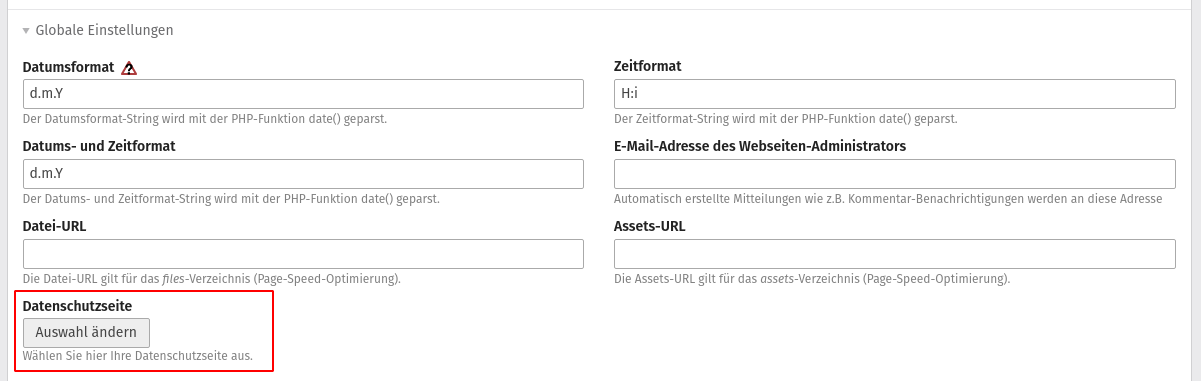 Globale Einstellungen
Datumsformat
Zeitformat
d.m.Y
H:i
Der Datumsformat-String wird mit der PHP-Funktion date() geparst.
Der Zeitformat-String wird mit der PHP-Funktion date() geparst.
Datums- und Zeitformat
E-Mail-Adresse des Webseiten-Administrators
d.m.Y
Der Datums- und Zeitformat-String wird mit der PHP-Funktion date() geparst.
Automatisch erstellte Mitteilungen wie z.B. Kommentar-Benachrichtigungen werden an diese Adresse
Datei-URL
Assets-URL
Die Datei-URL gilt für das files-Verzeichnis (Page-Speed-Optimierung).
Die Assets-URL gilt für das assets-Verzeichnis (Page-Speed-Optimierung).
Datenschutzseite
Auswahl ändern
Wählen Sie hier Ihre Datenschutzseite aus.